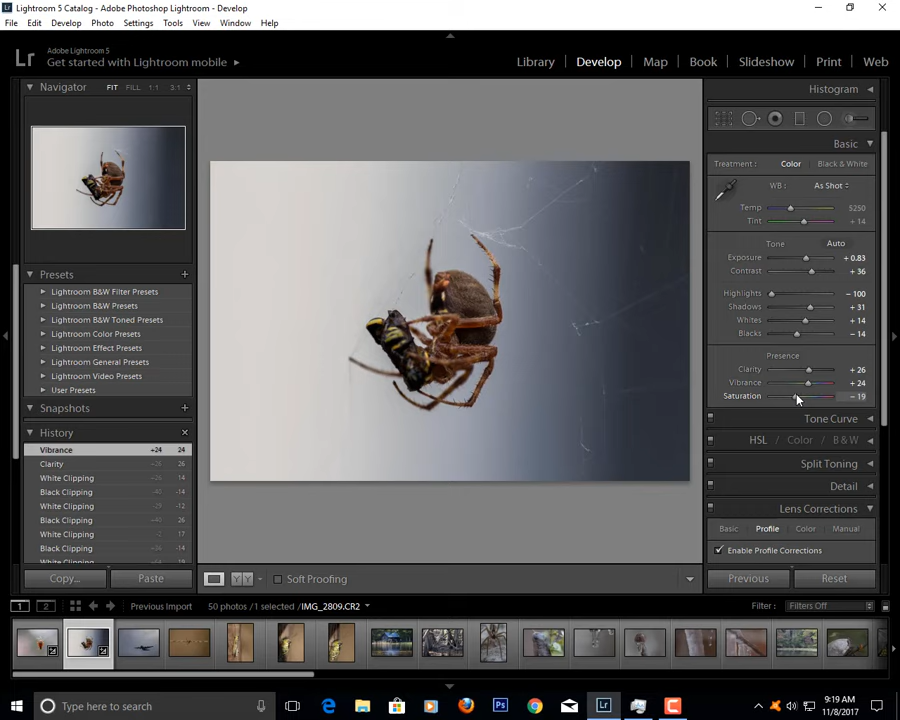 Lightroom 5 Catalog - Adobe Photoshop Lightroom - Develop
File Edit Develop Photo Settings Tools View Window Help
Lr Adobe Lightroom 5
Get started with Lightroom mobile
Library Develop Map Book Slideshow Print Web
Navigator FIT FILL 1:1 3:1
Histogram
Basic
Treatment : Color Black & White
WB : As Shot
Temp 5250
Tint + 14
Tone Auto
Exposure + 0.83
Contrast + 36
Highlights − 100
Shadows + 31
Whites + 14
Blacks − 14
Presence
Clarity + 26
Vibrance + 24
Saturation − 19
Tone Curve
HSL / Color / B & W
Split Toning
Detail
Lens Corrections
Basic Profile Color Manual
Enable Profile Corrections
Previous Reset
Presets
Lightroom B&W Filter Presets
Lightroom B&W Presets
Lightroom B&W Toned Presets
Lightroom Color Presets
Lightroom Effect Presets
Lightroom General Presets
Lightroom Video Presets
User Presets
Snapshots
History
Vibrance +24 24
Clarity +26 26
White Clipping 14
Black Clipping -14
White Clipping -12
Black Clipping 26
White Clipping 17
Black Clipping -14
Copy... Paste
Y Y Soft Proofing
1 2 Previous Import 50 photos / 1 selected / IMG_2809.CR2 Filter : Filters Off
Ps Lr
9:19 AM
11/8/2017